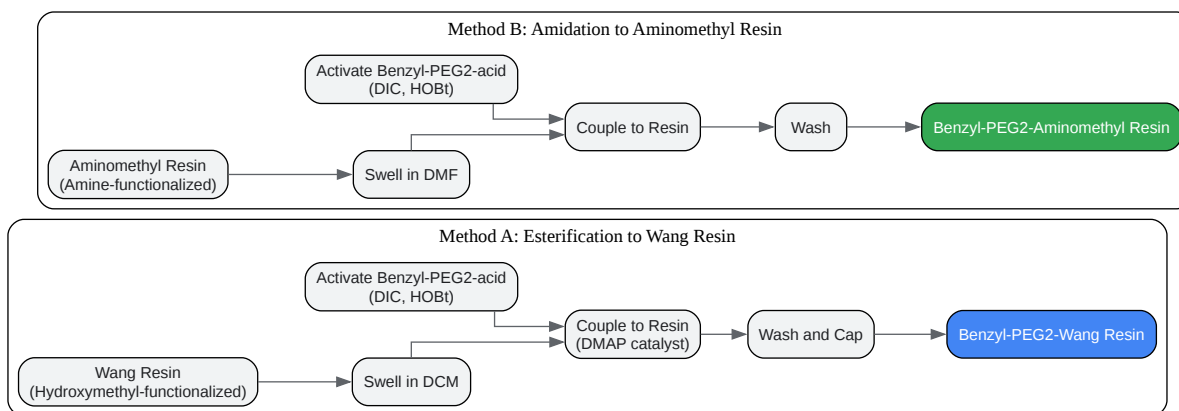 Method B: Amidation to Aminomethyl Resin
Activate Benzyl-PEG2-acid
(DIC, HOBt)
Couple to Resin
Wash
Benzyl-PEG2-Aminomethyl Resin
Aminomethyl Resin
(Amine-functionalized)
Swell in DMF
Method A: Esterification to Wang Resin
Activate Benzyl-PEG2-acid
(DIC, HOBt)
Couple to Resin
(DMAP catalyst)
Wash and Cap
Benzyl-PEG2-Wang Resin
Wang Resin
(Hydroxymethyl-functionalized)
Swell in DCM